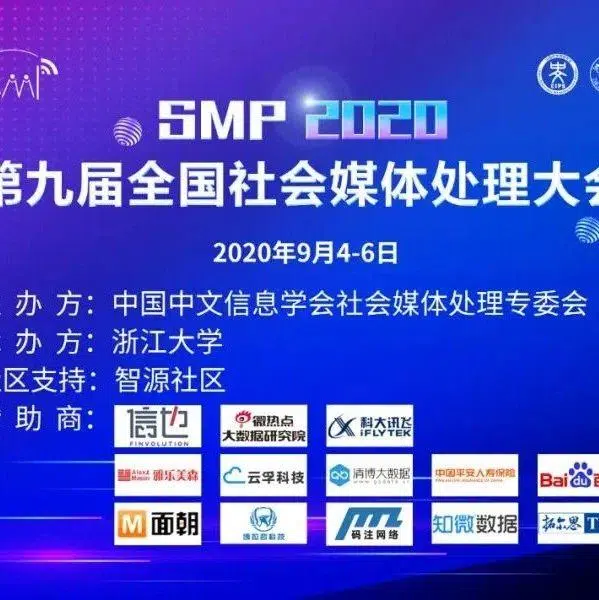 SMP 2020
第九届全国社会媒体处理大会
2020年9月4-6日
办 方：中国中文信息学会社会媒体处理专委会
办 方：浙江大学
社区支持：智源社区
助 商：
信也 FINVOLUTION
微热点 大数据研究院
科大讯飞 iFLYTEK
雅乐美森
云孚科技
清博大数据
中国平安人寿保险
Bai du 百
M 面朝
码注网络
知微数据
拓尔思 T